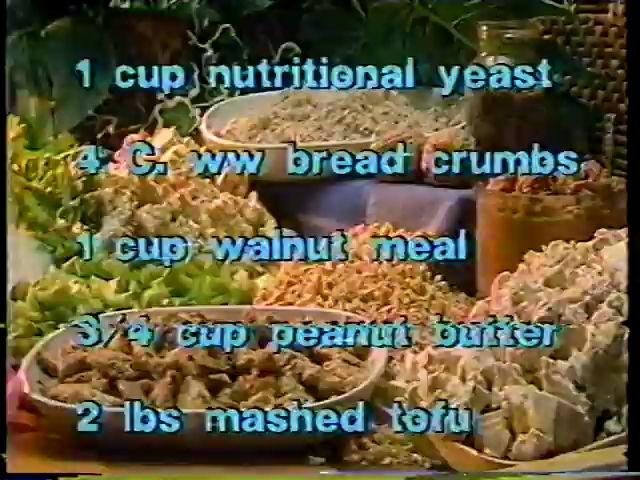 1 cup nutritional yeast
4 C. ww bread crumbs
1 cup walnut meal
3/4 cup peanut butter
2 lbs mashed tofu